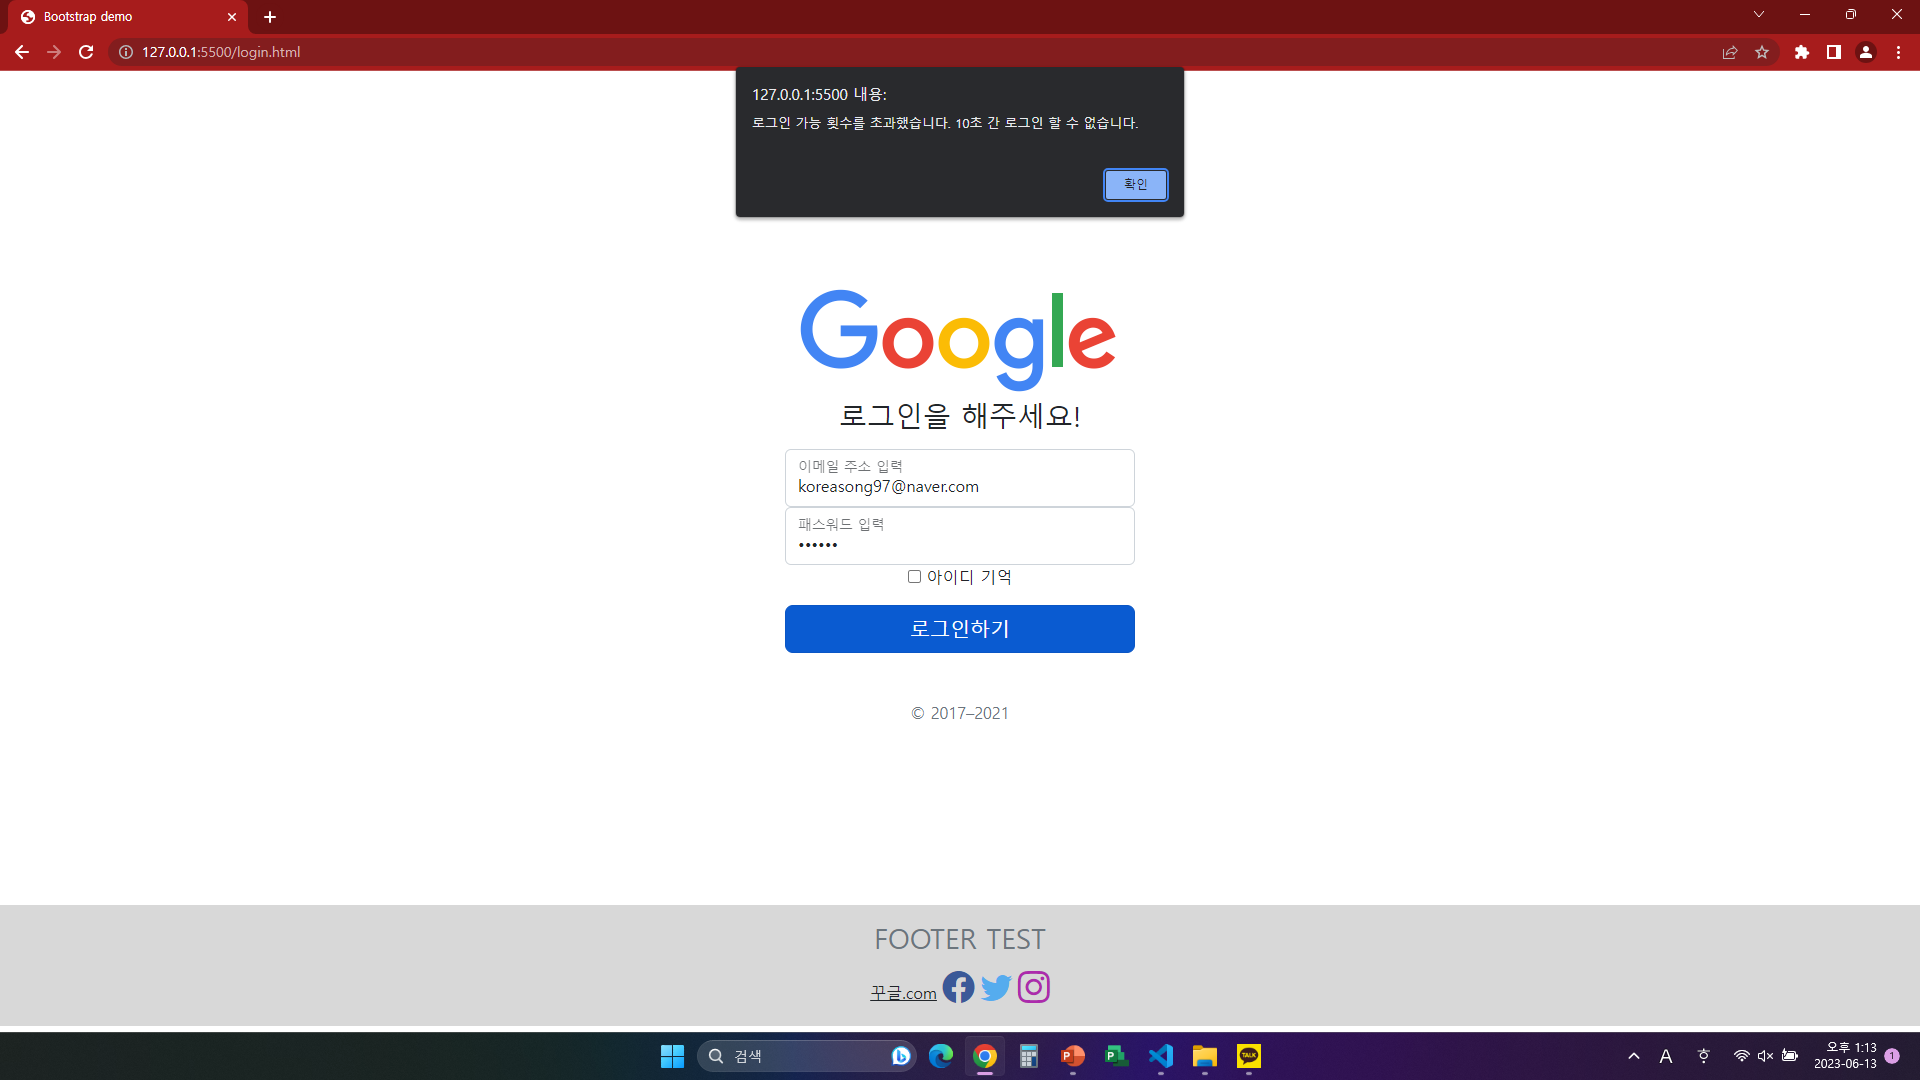 Bootstrap demo
127.0.0.1:5500/login.html
127.0.0.1:5500 내용:
로그인 가능 횟수를 초과했습니다. 10초 간 로그인 할 수 없습니다.
확인
Google
로그인을 해주세요!
이메일 주소 입력
koreasong97@naver.com
패스워드 입력
••••••
아이디 기억
로그인하기
© 2017–2021
FOOTER TEST
꾸글.com
검색
P
P
TALK
A
오후 1:13
2023-06-13
1